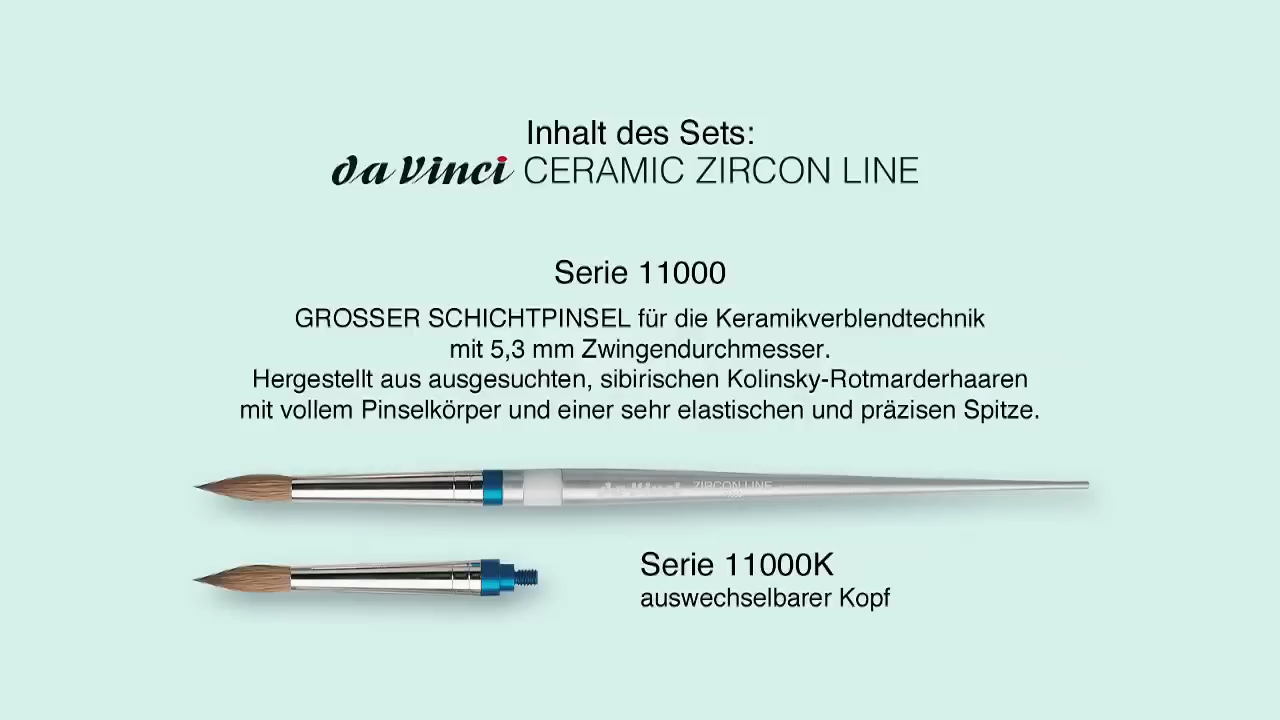 Inhalt des Sets:
da Vinci CERAMIC ZIRCON LINE
Serie 11000
GROSSER SCHICHTPINSEL für die Keramikverblendtechnik
mit 5,3 mm Zwingendurchmesser.
Hergestellt aus ausgesuchten, sibirischen Kolinsky-Rotmarderhaaren
mit vollem Pinselkörper und einer sehr elastischen und präzisen Spitze.
da Vinci ZIRCON LINE
Serie 11000K
auswechselbarer Kopf